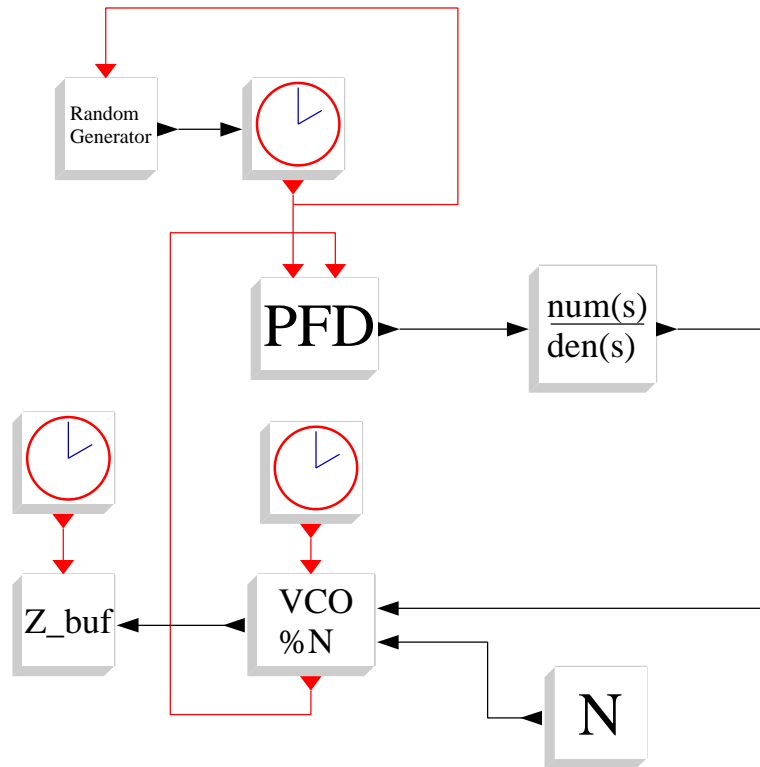 Random
Generator
PFD
num(s)
den(s)
Z_buf
VCO
%N
N